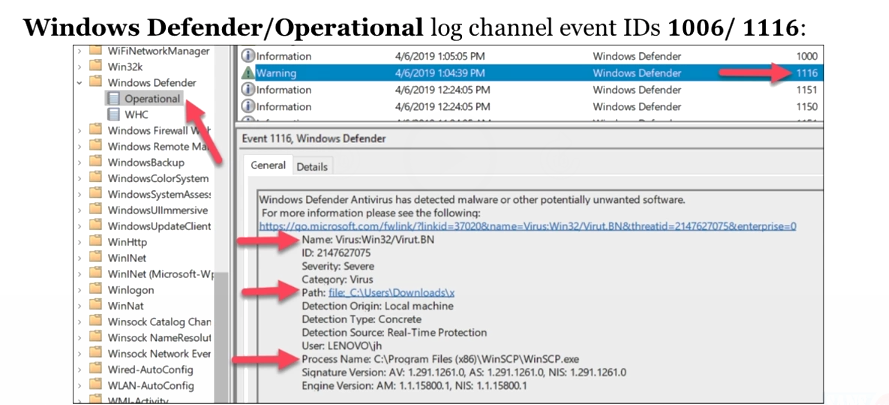 Windows Defender/Operational log channel event IDs 1006/ 1116:
WiFiNetworkManager
Win32k
Windows Defender
Operational
WHC
Windows Firewall
Windows Remote Ma
WindowsBackup
WindowsColorSystem
WindowsSystemAssess
WindowsUIImmersive
WindowsUpdateClient
WinHttp
WinINet
WinINet (Microsoft-W
Winlogon
WinNat
Winsock Catalog Chan
Winsock NameResolut
Winsock Network Ever
Wired-AutoConfig
WLAN-AutoConfig
WMI-Activity
Information 4/6/2019 1:05:05 PM Windows Defender 1000
Warning 4/6/2019 1:04:39 PM Windows Defender 1116
Information 4/6/2019 12:24:05 PM Windows Defender 1151
Information 4/6/2019 12:24:05 PM Windows Defender 1150
Event 1116, Windows Defender
General Details
Windows Defender Antivirus has detected malware or other potentially unwanted software.
For more information please see the following:
https://go.microsoft.com/fwlink/?linkid=37020&name=Virus:Win32/Virut.BN&threatid=2147627075&enterprise=0
Name: Virus:Win32/Virut.BN
ID: 2147627075
Severity: Severe
Category: Virus
Path: file:_C:\Users\Downloads\x
Detection Origin: Local machine
Detection Type: Concrete
Detection Source: Real-Time Protection
User: LENOVO\jh
Process Name: C:\Program Files (x86)\WinSCP\WinSCP.exe
Signature Version: AV: 1.291.1261.0, AS: 1.291.1261.0, NIS: 1.291.1261.0
Engine Version: AM: 1.1.15800.1, NIS: 1.1.15800.1